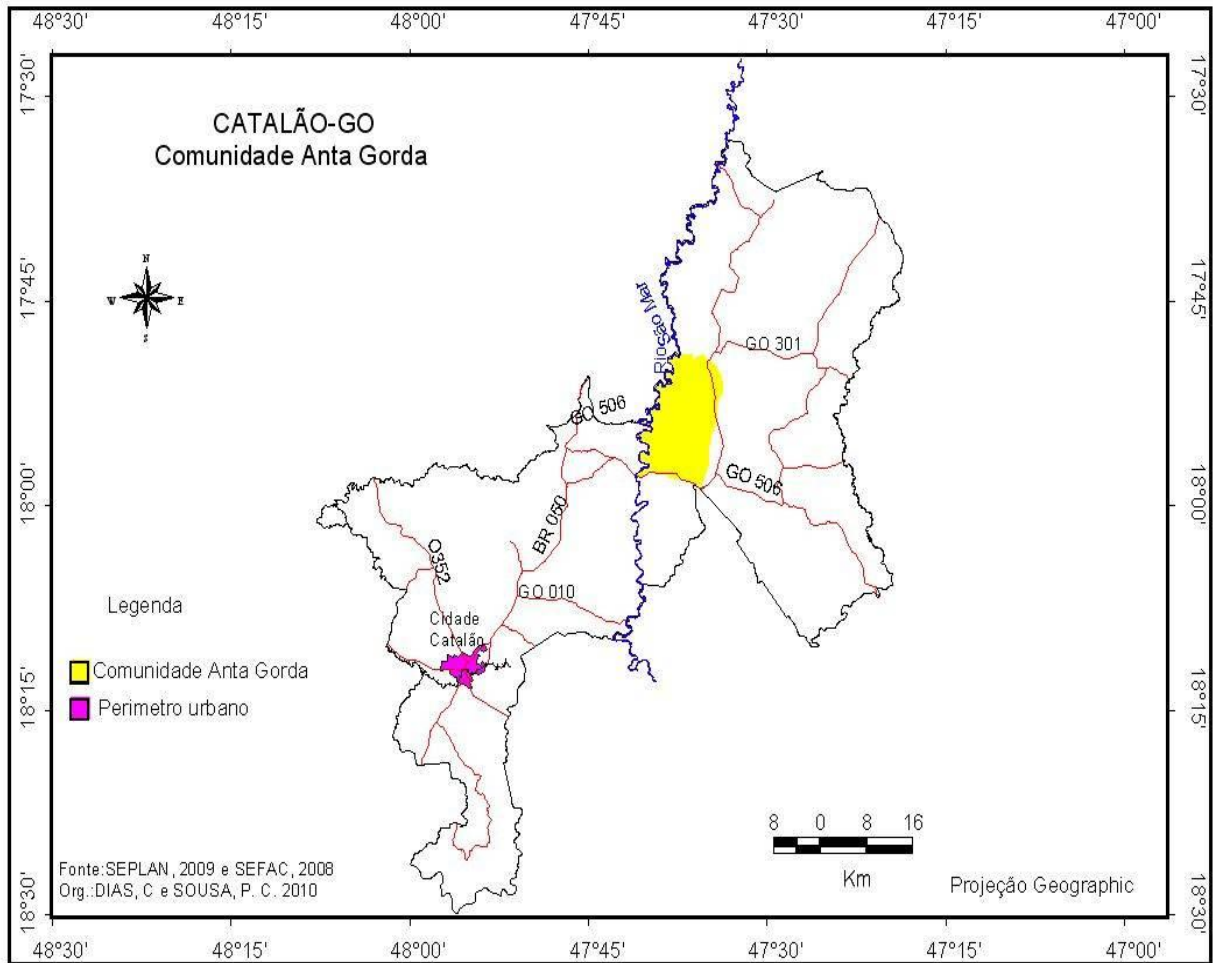 48°30' 48°15' 48°00' 47°45' 47°30' 47°15' 47°00'
17°30' 17°30'
CATALÃO-GO
Comunidade Anta Gorda
N
W E
S
17°45' 17°45'
Rio São Mar
GO 301
GO 506
GO 506
18°00' 18°00'
BR 050
O352
GO 010
Legenda
Cidade
Catalão
Comunidade Anta Gorda
Perimetro urbano
18°15' 18°15'
8 0 8 16
Km
Fonte:SEPLAN, 2009 e SEFAC, 2008
Org.:DIAS, C e SOUSA, P. C. 2010
Projeção Geographic
18°30' 18°30'
48°30' 48°15' 48°00' 47°45' 47°30' 47°15' 47°00'